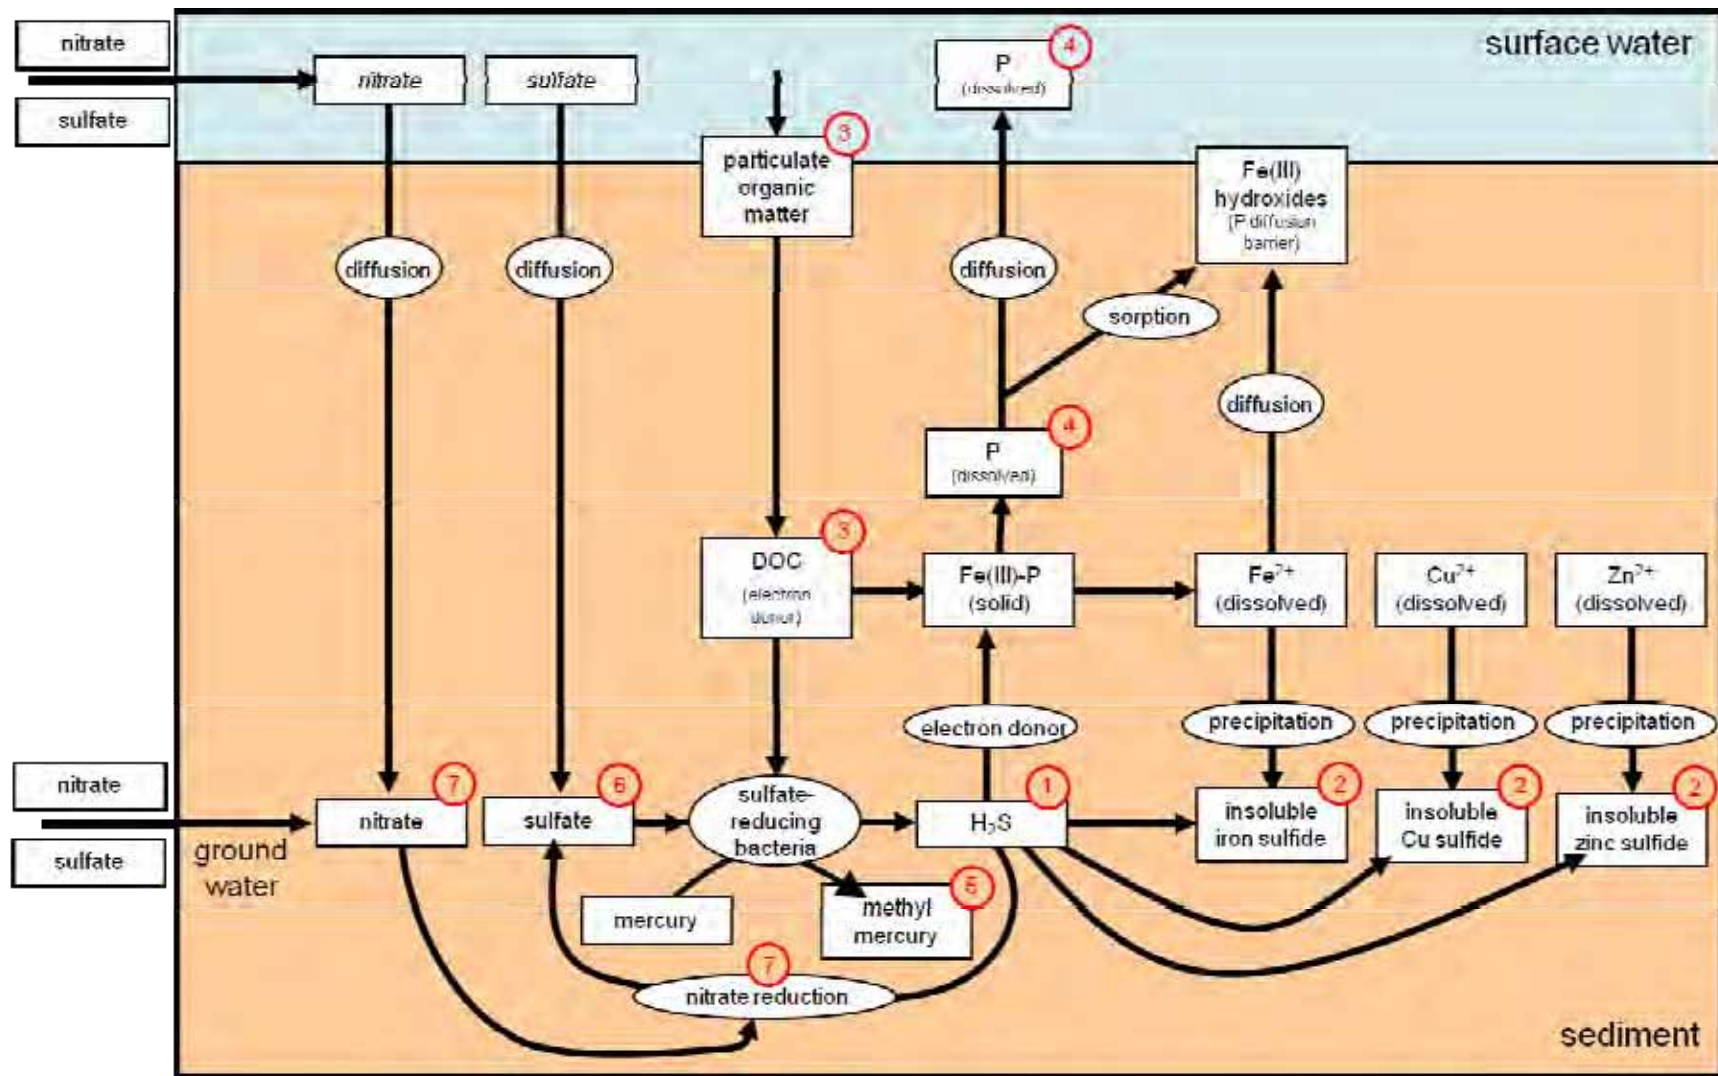 nitrate
sulfate
surface water
nitrate
sulfate
4
P
(dissolved)
3
particulate
organic
matter
Fe(III)
hydroxides
(P diffusion
barrier)
diffusion
diffusion
diffusion
sorption
diffusion
4
P
(dissolved)
3
DOC
(electron
donor)
Fe(III)-P
(solid)
Fe2+
(dissolved)
Cu2+
(dissolved)
Zn2+
(dissolved)
electron donor
precipitation
precipitation
precipitation
nitrate
sulfate
ground
water
7
nitrate
6
sulfate
sulfate-
reducing
bacteria
1
H2S
2
insoluble
iron sulfide
2
insoluble
Cu sulfide
2
insoluble
zinc sulfide
mercury
5
methyl
mercury
7
nitrate reduction
sediment